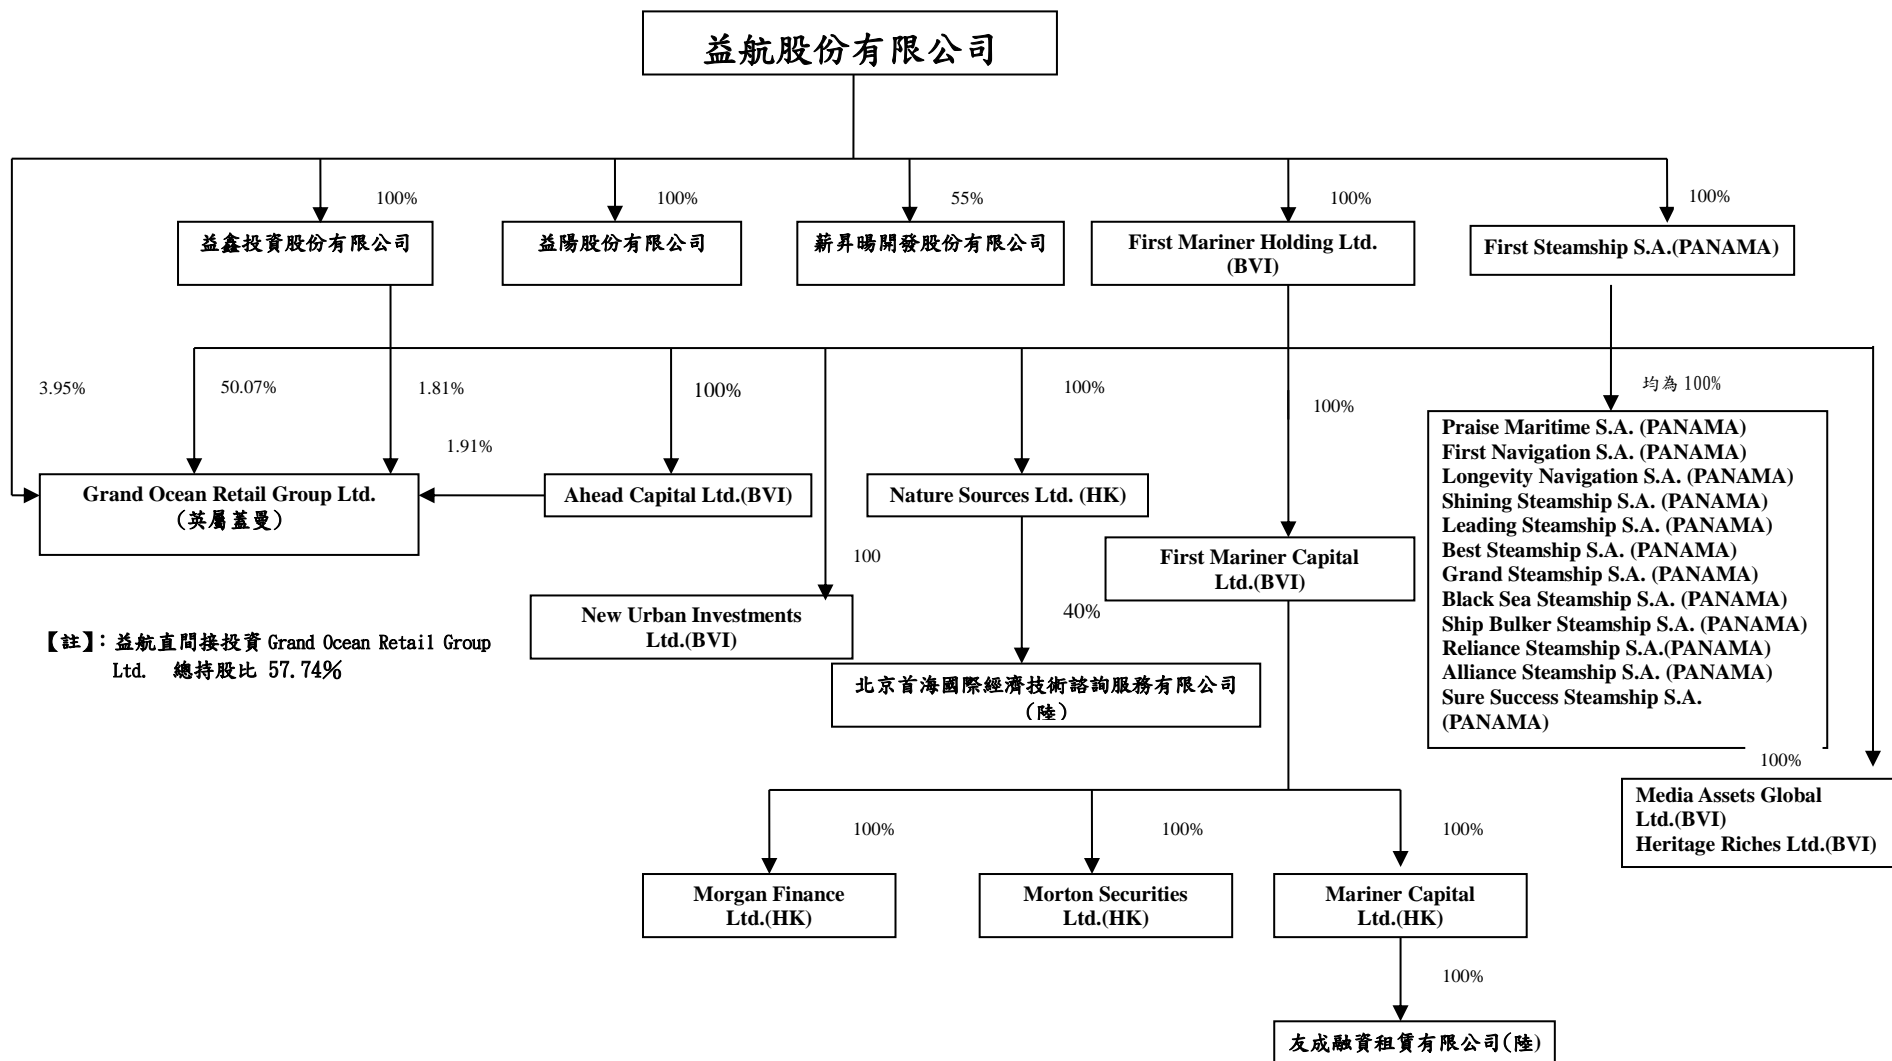 益航股份有限公司
100%
100%
55%
100%
100%
益鑫投資股份有限公司
益陽股份有限公司
薪昇暘開發股份有限公司
First Mariner Holding Ltd.
(BVI)
First Steamship S.A.(PANAMA)
3.95%
50.07%
1.81%
100%
100%
100%
均為 100%
1.91%
Grand Ocean Retail Group Ltd.
(英屬蓋曼)
Ahead Capital Ltd.(BVI)
Nature Sources Ltd. (HK)
Praise Maritime S.A. (PANAMA)
First Navigation S.A. (PANAMA)
Longevity Navigation S.A. (PANAMA)
Shining Steamship S.A. (PANAMA)
Leading Steamship S.A. (PANAMA)
Best Steamship S.A. (PANAMA)
Grand Steamship S.A. (PANAMA)
Black Sea Steamship S.A. (PANAMA)
Ship Bulker Steamship S.A. (PANAMA)
Reliance Steamship S.A.(PANAMA)
Alliance Steamship S.A. (PANAMA)
Sure Success Steamship S.A.
(PANAMA)
100
First Mariner Capital
Ltd.(BVI)
New Urban Investments
Ltd.(BVI)
40%
【註】：益航直間接投資 Grand Ocean Retail Group
Ltd. 總持股比 57.74%
北京首海國際經濟技術諮詢服務有限公司
(陸)
100%
Media Assets Global
Ltd.(BVI)
Heritage Riches Ltd.(BVI)
100%
100%
100%
Morgan Finance
Ltd.(HK)
Morton Securities
Ltd.(HK)
Mariner Capital
Ltd.(HK)
100%
友成融資租賃有限公司(陸)